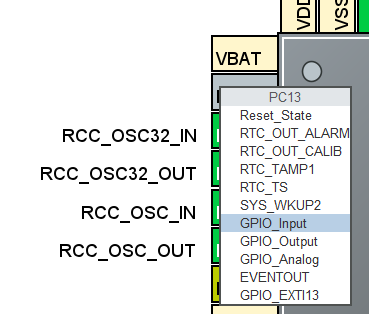 VDD
VSS
VBAT
PC13
Reset_State
RTC_OUT_ALARM
RTC_OUT_CALIB
RTC_TAMP1
RTC_TS
SYS_WKUP2
GPIO_Input
GPIO_Output
GPIO_Analog
EVENTOUT
GPIO_EXTI13
RCC_OSC32_IN
RCC_OSC32_OUT
RCC_OSC_IN
RCC_OSC_OUT